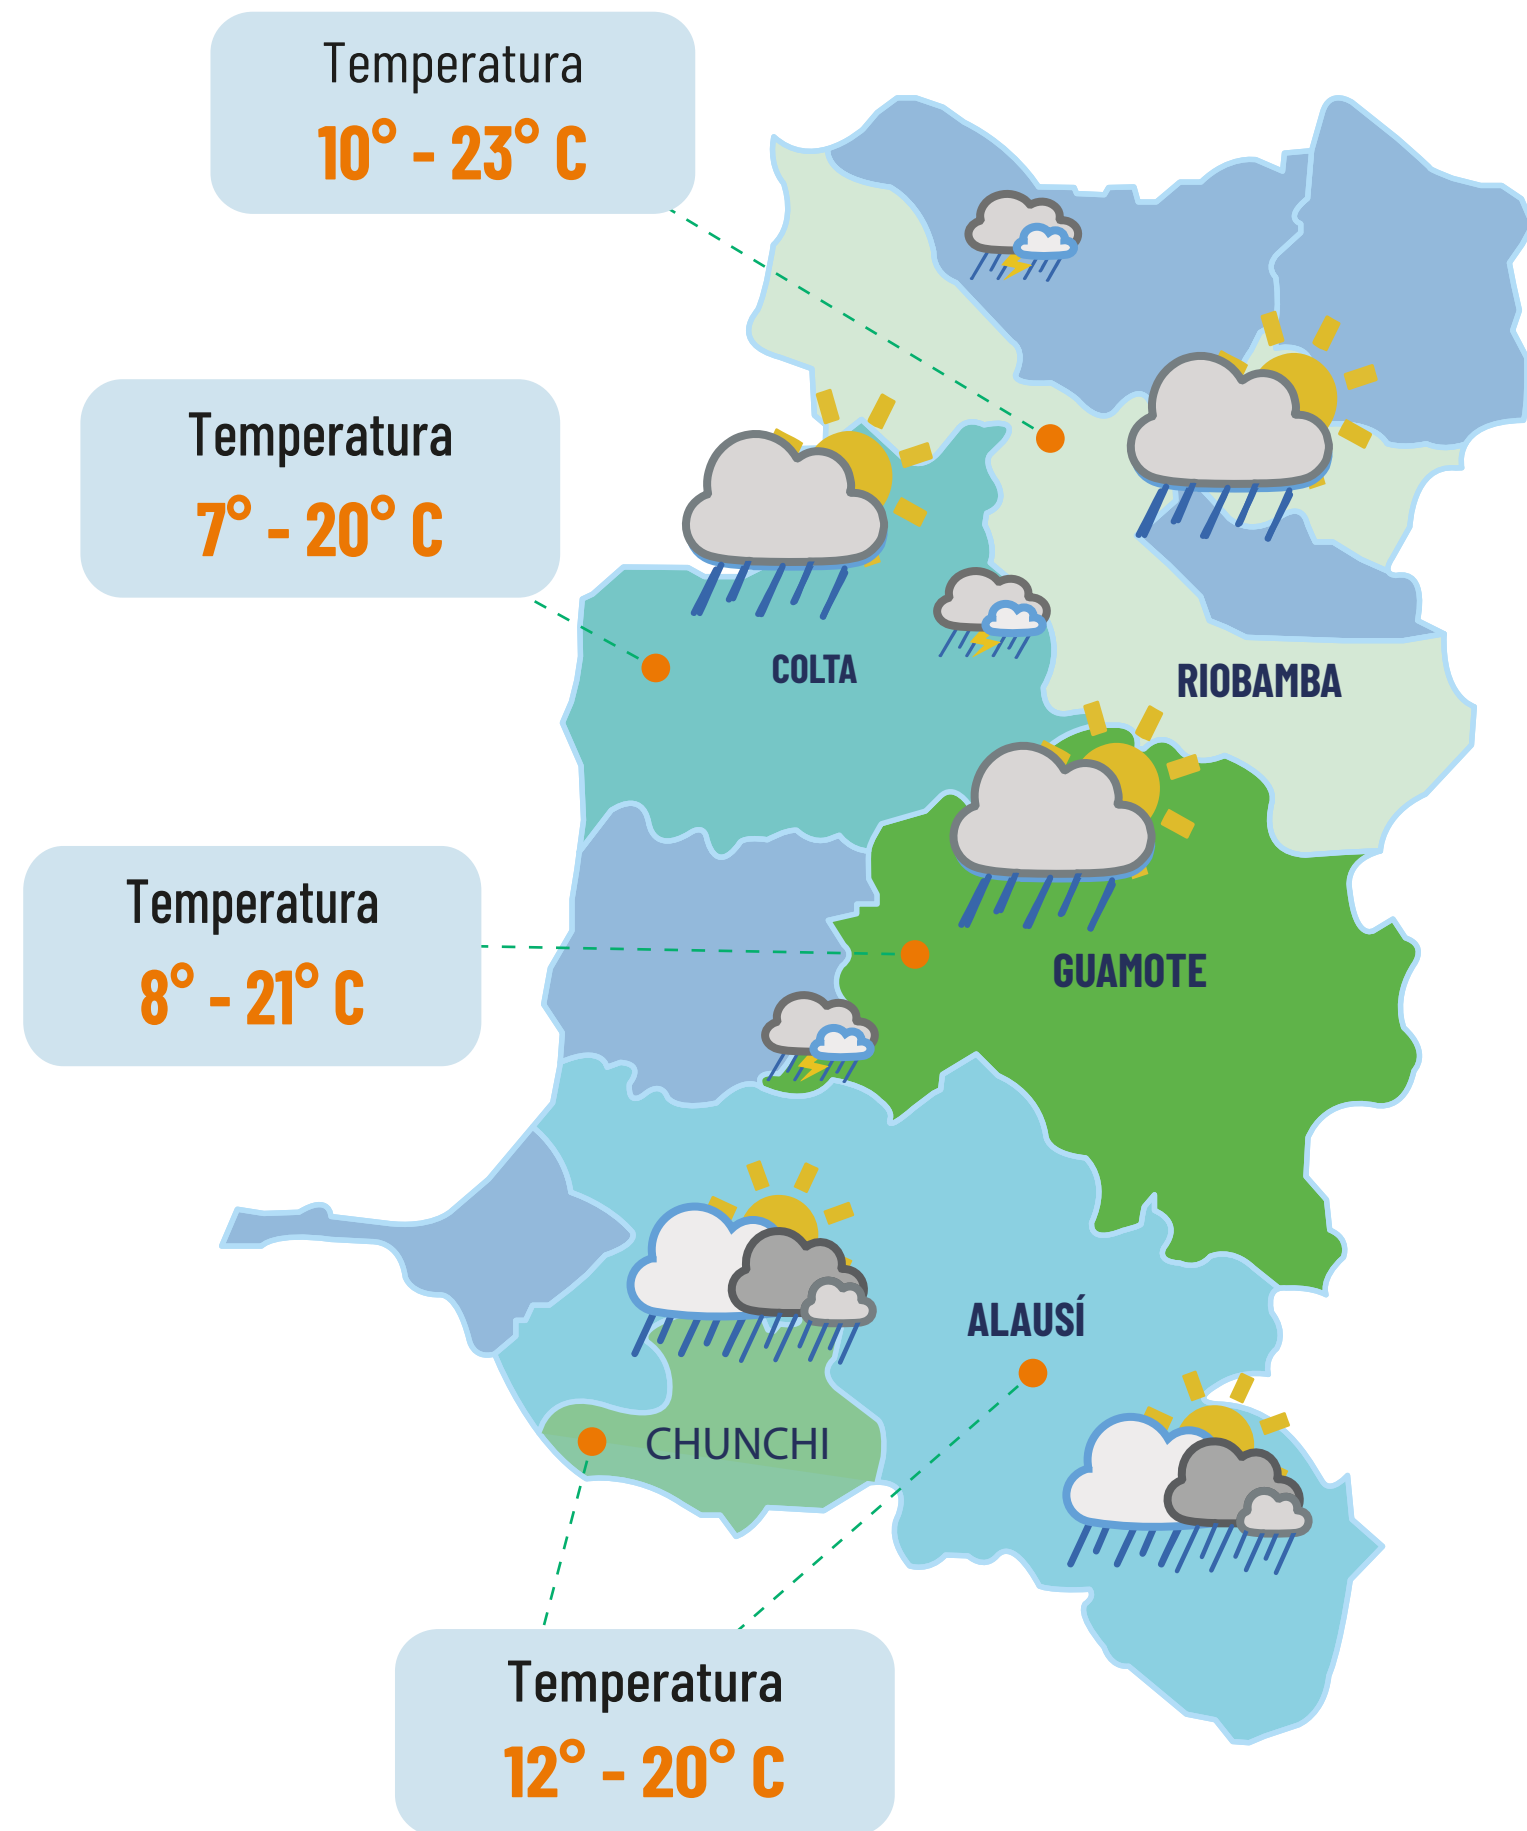 Temperatura
10° - 23° C
Temperatura
7° - 20° C
COLTA
RIOBAMBA
Temperatura
8° - 21° C
GUAMOTE
ALAUSÍ
CHUNCHI
Temperatura
12° - 20° C